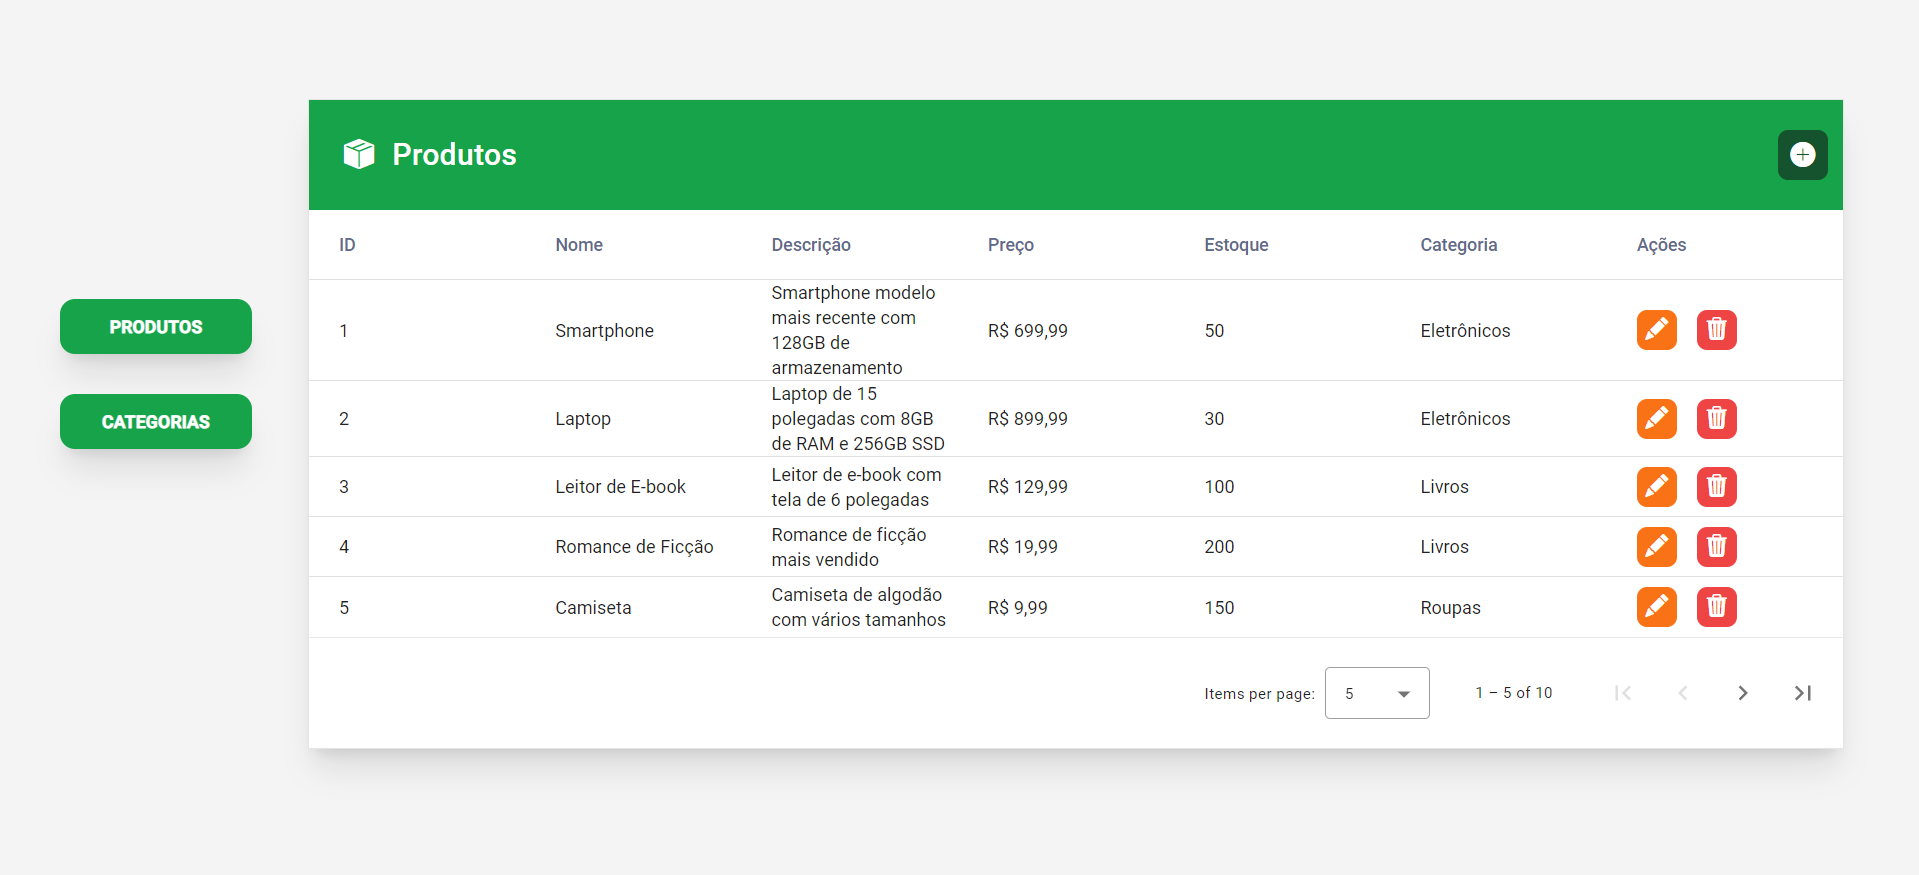 Produtos
PRODUTOS
CATEGORIAS
ID Nome Descrição Preço Estoque Categoria Ações
1 Smartphone Smartphone modelo
mais recente com
128GB de
armazenamento R$ 699,99 50 Eletrônicos
2 Laptop Laptop de 15
polegadas com 8GB
de RAM e 256GB SSD R$ 899,99 30 Eletrônicos
3 Leitor de E-book Leitor de e-book com
tela de 6 polegadas R$ 129,99 100 Livros
4 Romance de Ficção Romance de ficção
mais vendido R$ 19,99 200 Livros
5 Camiseta Camiseta de algodão
com vários tamanhos R$ 9,99 150 Roupas
Items per page: 5 1 – 5 of 10